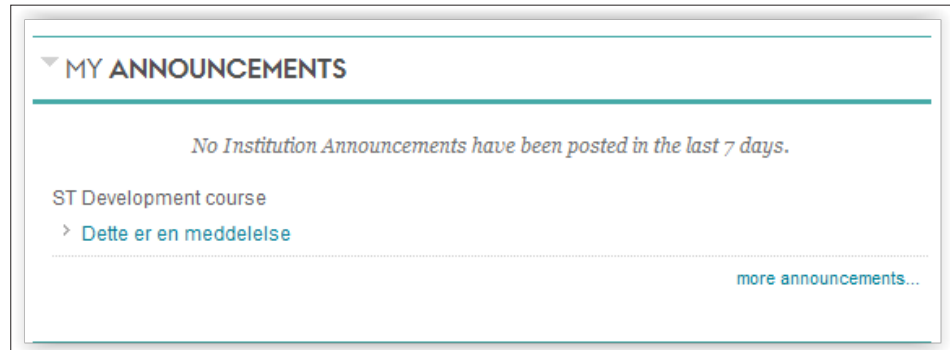 MY ANNOUNCEMENTS
No Institution Announcements have been posted in the last 7 days.
ST Development course
Dette er en meddelelse
more announcements...